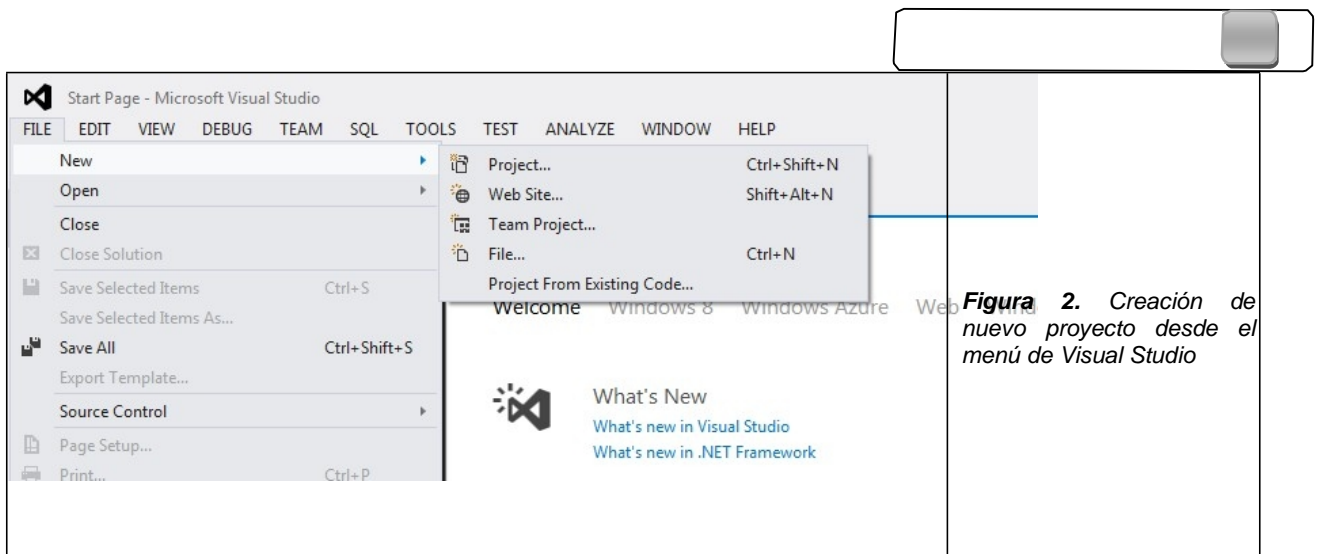 Start Page - Microsoft Visual Studio
FILE EDIT VIEW DEBUG TEAM SQL TOOLS TEST ANALYZE WINDOW HELP
New
Open
Close
Close Solution
Save Selected Items Ctrl+S
Save Selected Items As...
Save All Ctrl+Shift+S
Export Template...
Source Control
Page Setup...
Print... Ctrl+P
Project... Ctrl+Shift+N
Web Site... Shift+Alt+N
Team Project...
File... Ctrl+N
Project From Existing Code...
Welcome Windows 8 Windows Azure Web
What's New
What's new in Visual Studio
What's new in .NET Framework
Figura 2. Creación de
nuevo proyecto desde el
menú de Visual Studio